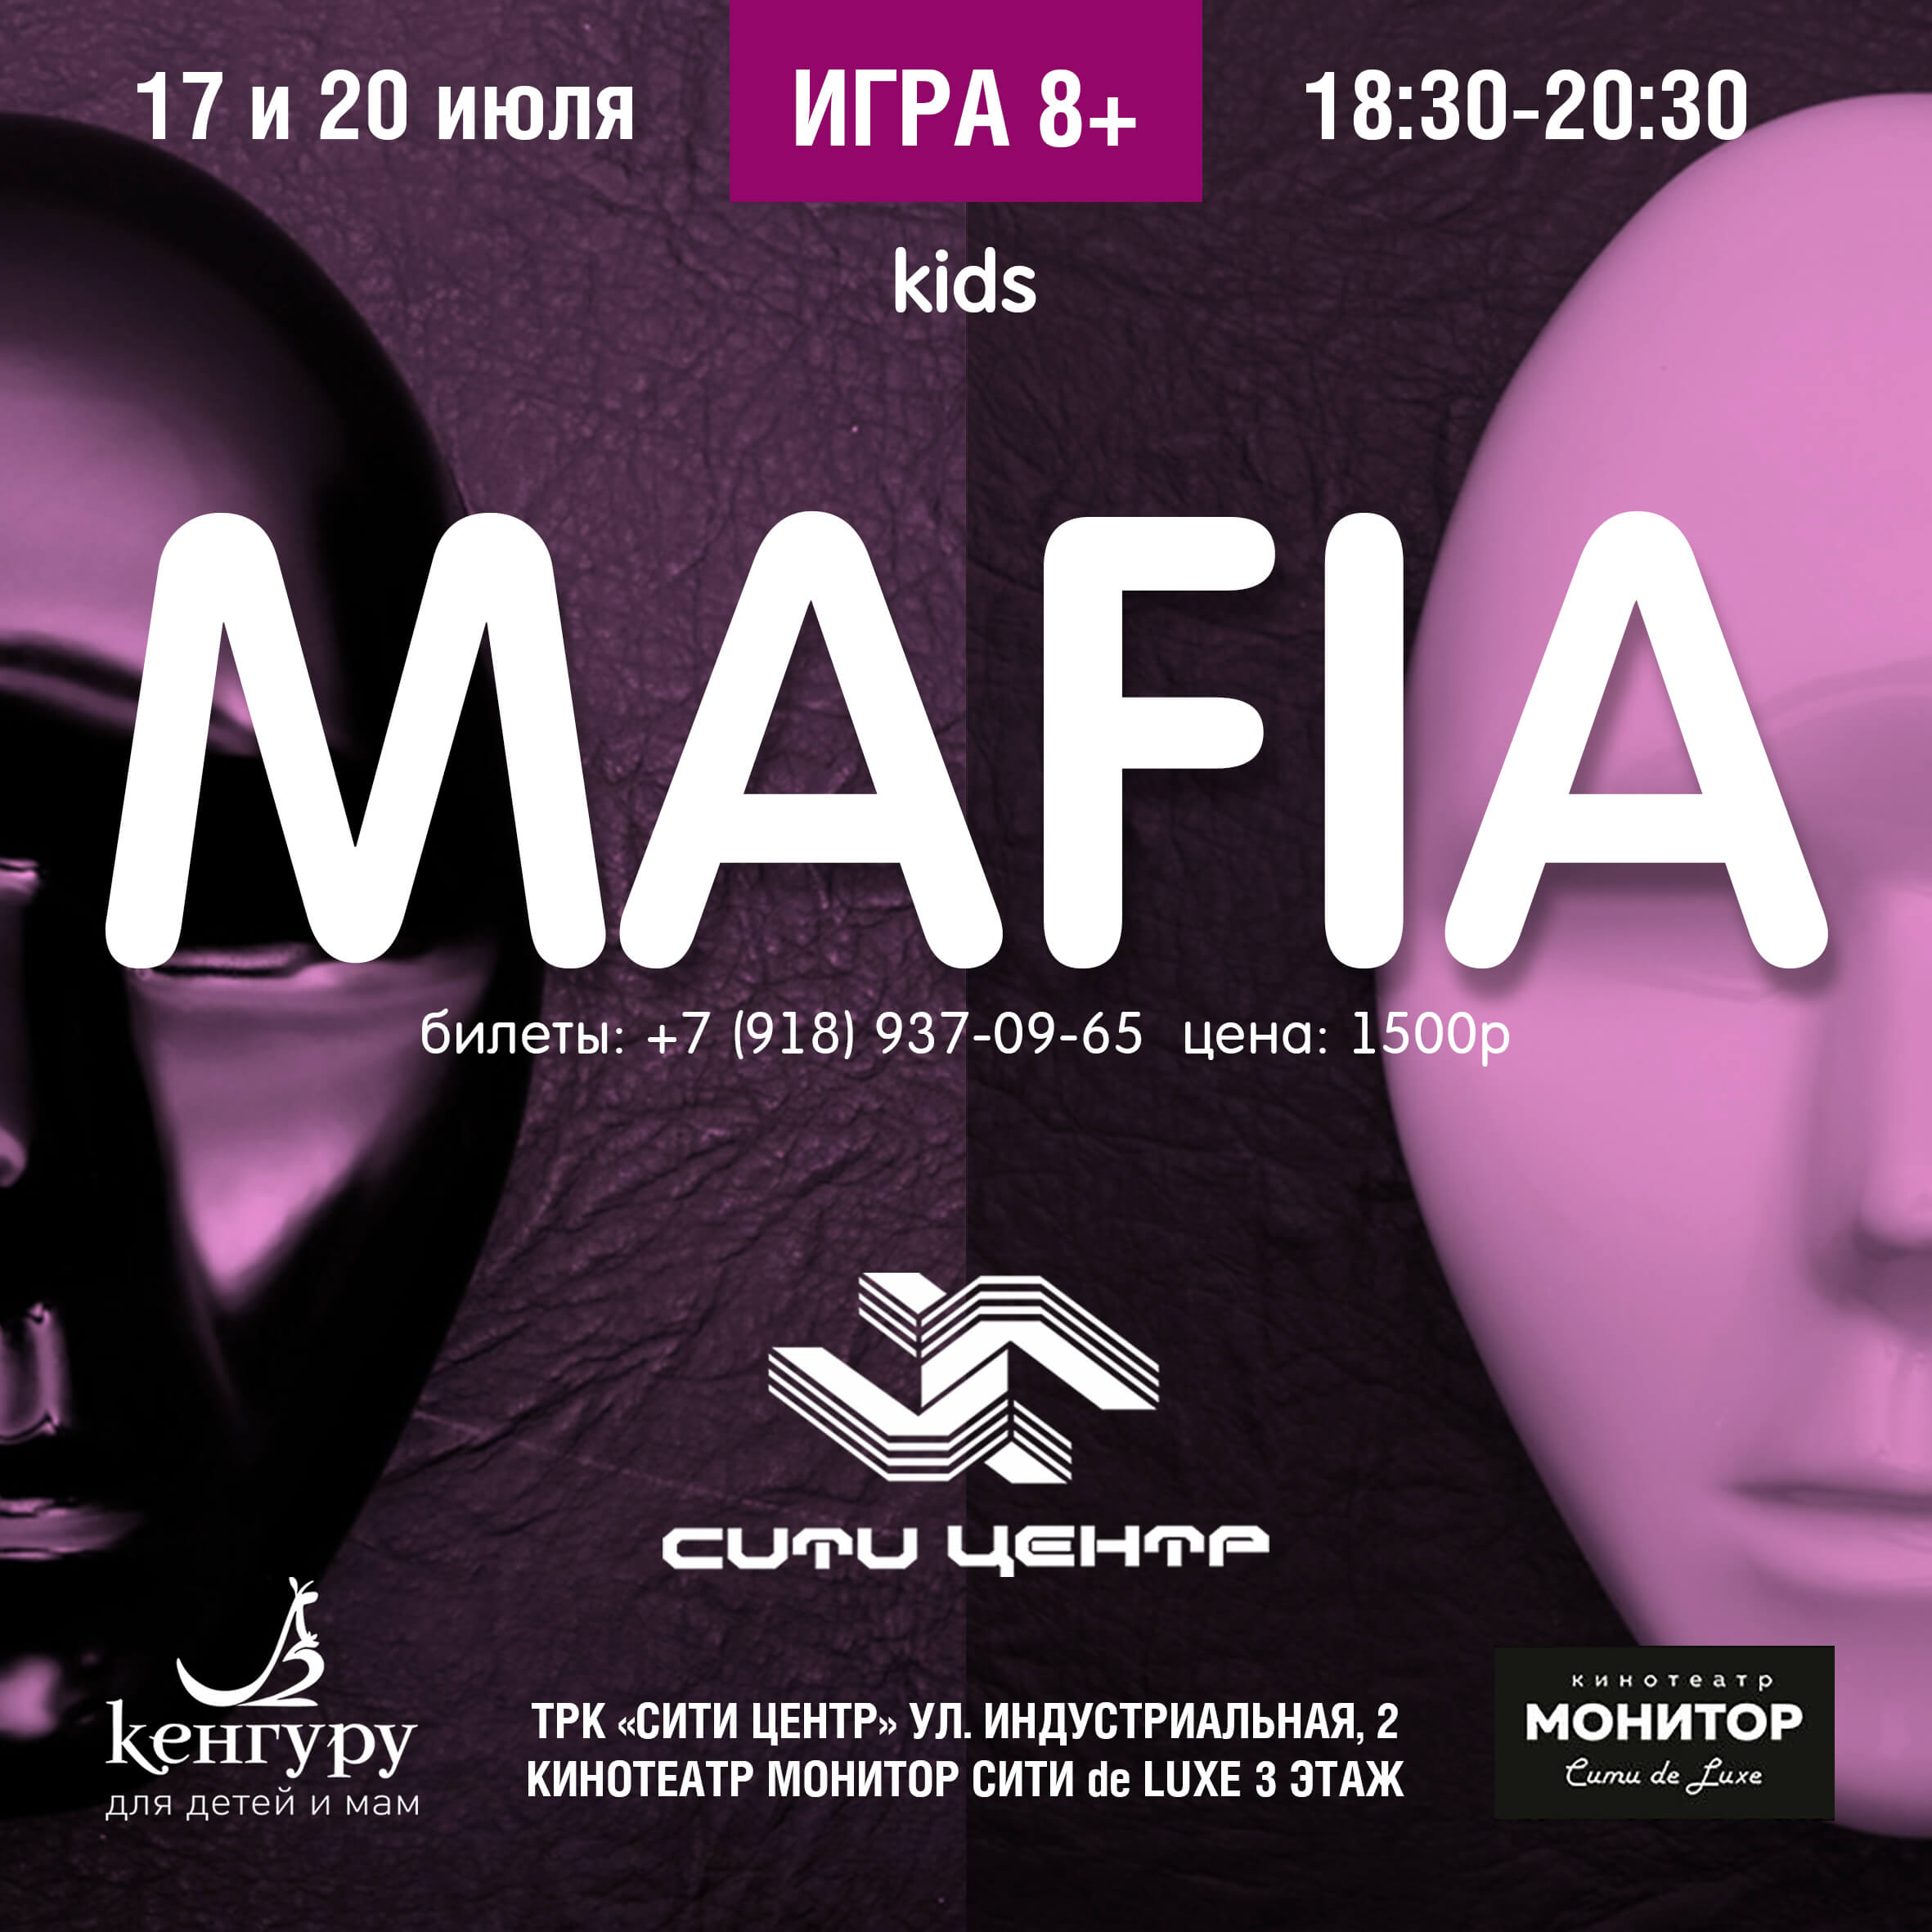 17 и 20 июля
ИГРА 8+
18:30-20:30
kids
MAFIA
билеты: +7 (918) 937-09-65 цена: 1500р
СИТИ ЦЕНТР
кенгуру
для детей и мам
ТРК «СИТИ ЦЕНТР» УЛ. ИНДУСТРИАЛЬНАЯ, 2
КИНОТЕАТР МОНИТОР СИТИ de LUXE 3 ЭТАЖ
кинотеатр
МОНИТОР
Сити de Luxe